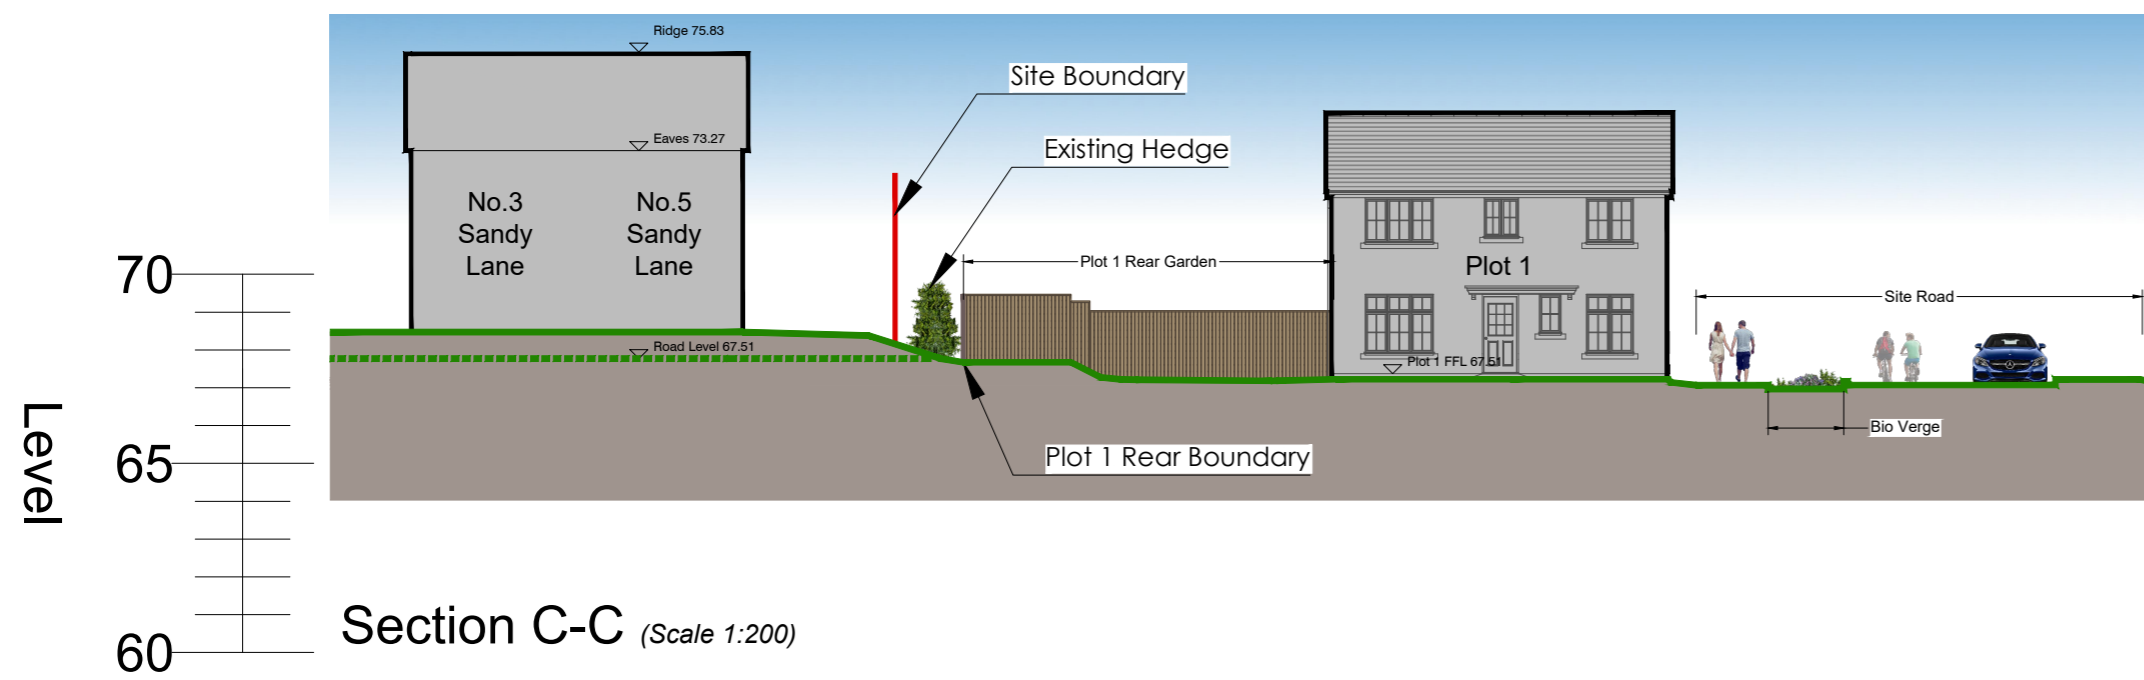 Ridge 75.83
Site Boundary
Eaves 73.27
Existing Hedge
No.3
Sandy
Lane
No.5
Sandy
Lane
Plot 1 Rear Garden
Plot 1
70
Site Road
Road Level 67.51
Plot 1 FFL 67.51
Level
Bio Verge
Plot 1 Rear Boundary
65
Section C-C (Scale 1:200)
60